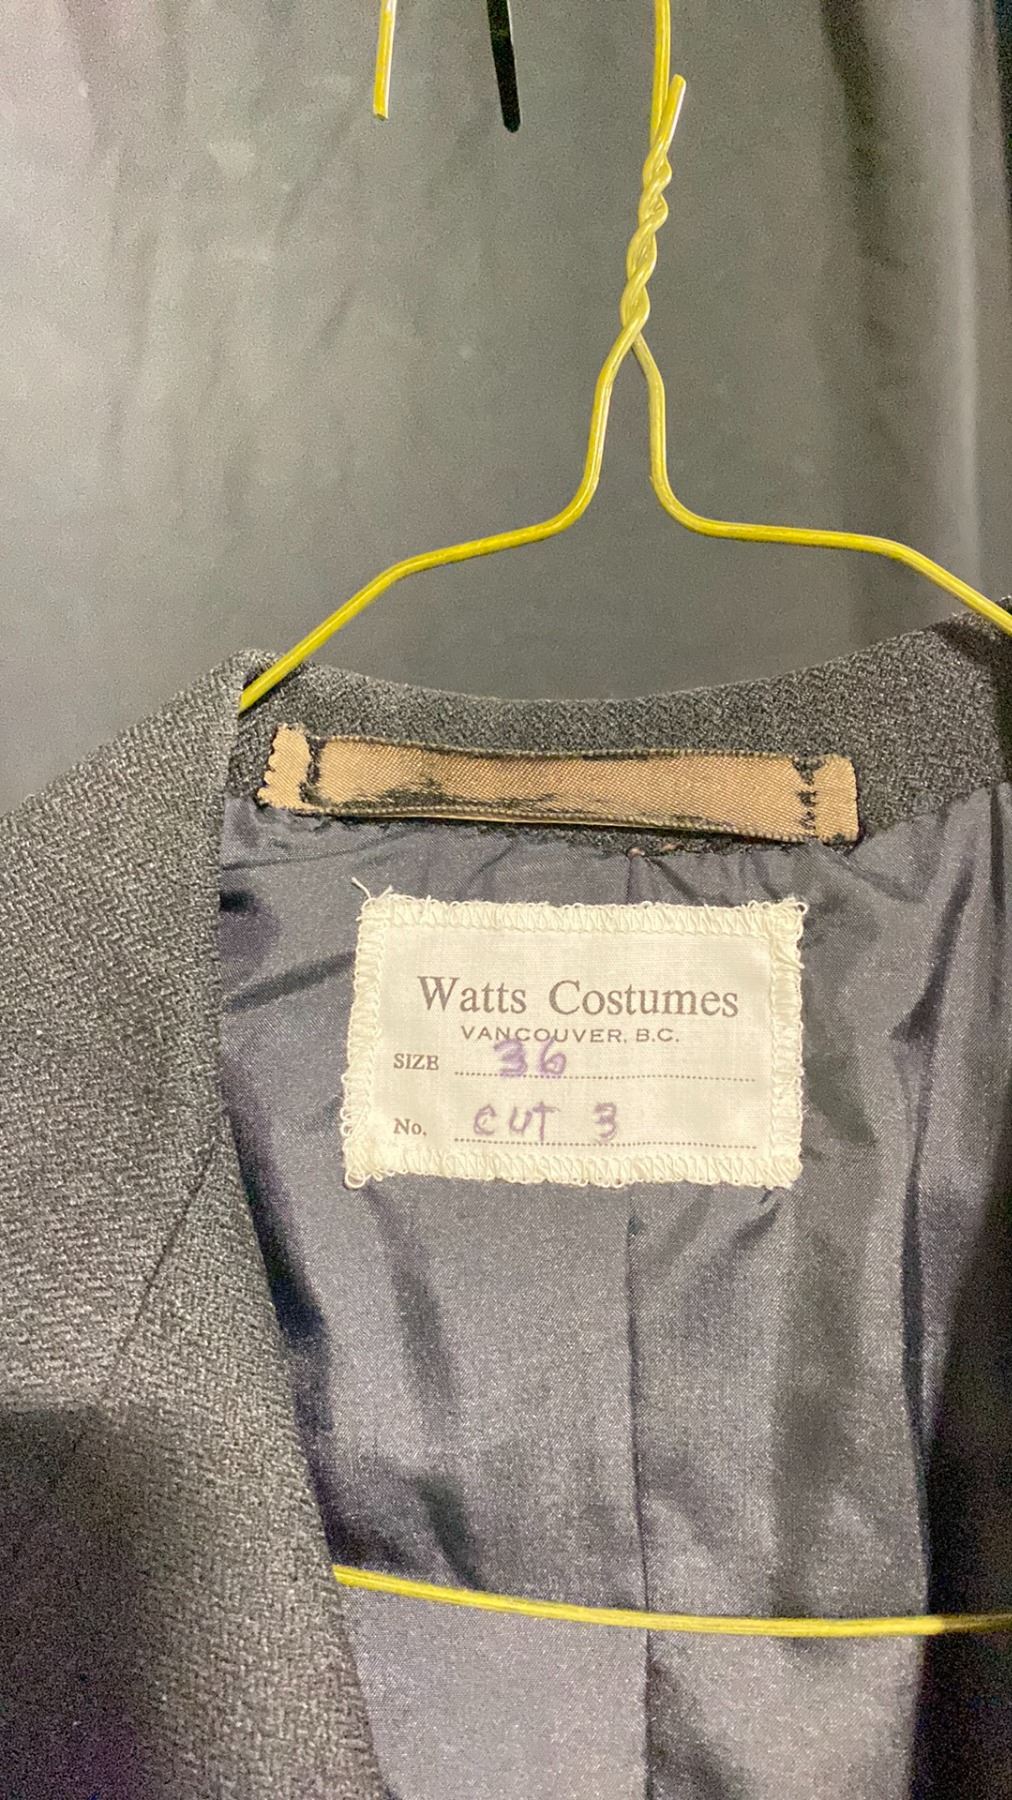 Watts Costumes
VANCOUVER, B.C.
SIZE 36
No. CUT 3